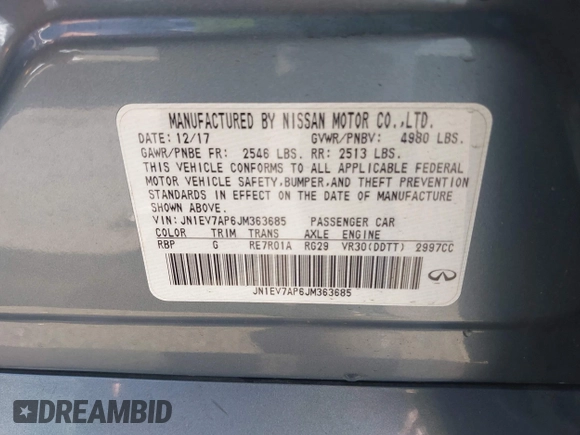 MANUFACTURED BY NISSAN MOTOR CO.,LTD.
DATE: 12/17 GVWR/PNBV: 4980 LBS.
GAWR/PNBE FR: 2546 LBS. RR: 2513 LBS.
THIS VEHICLE CONFORMS TO ALL APPLICABLE FEDERAL
MOTOR VEHICLE SAFETY,BUMPER,AND THEFT PREVENTION
STANDARDS IN EFFECT ON THE DATE OF MANUFACTURE
SHOWN ABOVE.
VIN: JN1EV7AP6JM363685 PASSENGER CAR
COLOR TRIM TRANS AXLE ENGINE
RBP G RE7R01A RG29 VR30(DDTT) 2997CC
JN1EV7AP6JM363685
DREAMBID